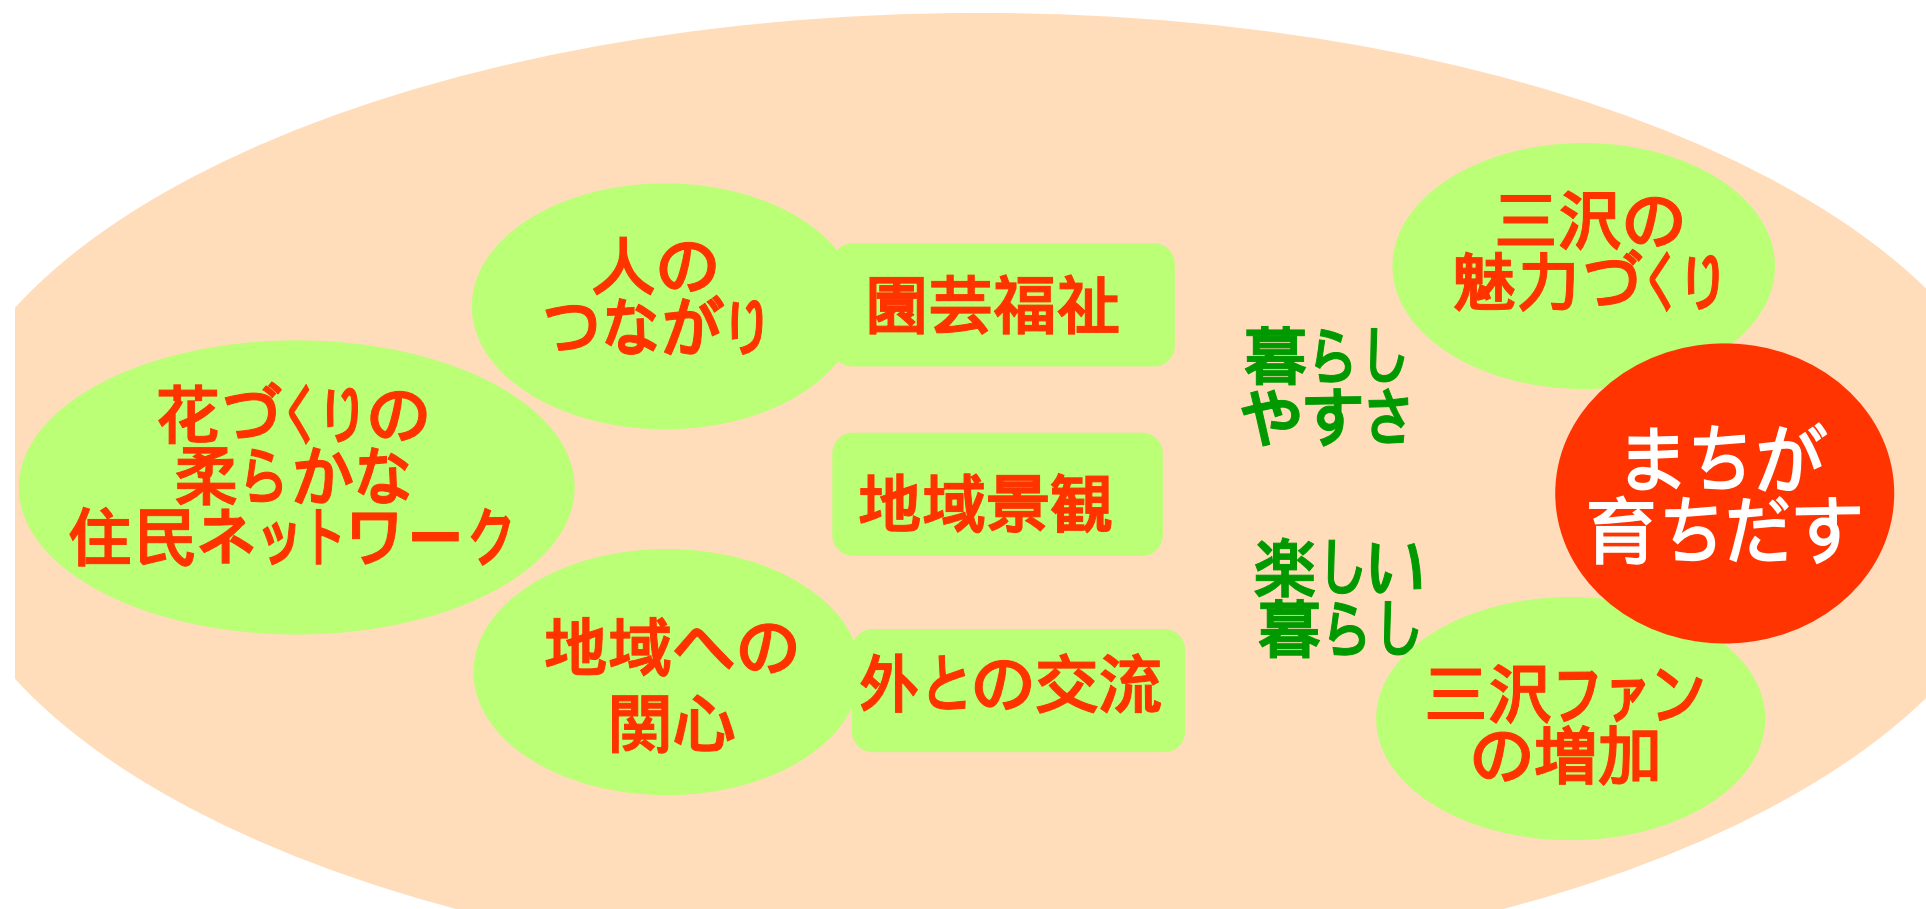 花づくりの
柔らかな
住民ネットワーク
人の
つながり
地域への
関心
園芸福祉
地域景観
外との交流
暮らし
やすさ
楽しい
暮らし
三沢の
魅力づくり
まちが
育ちだす
三沢ファン
の増加